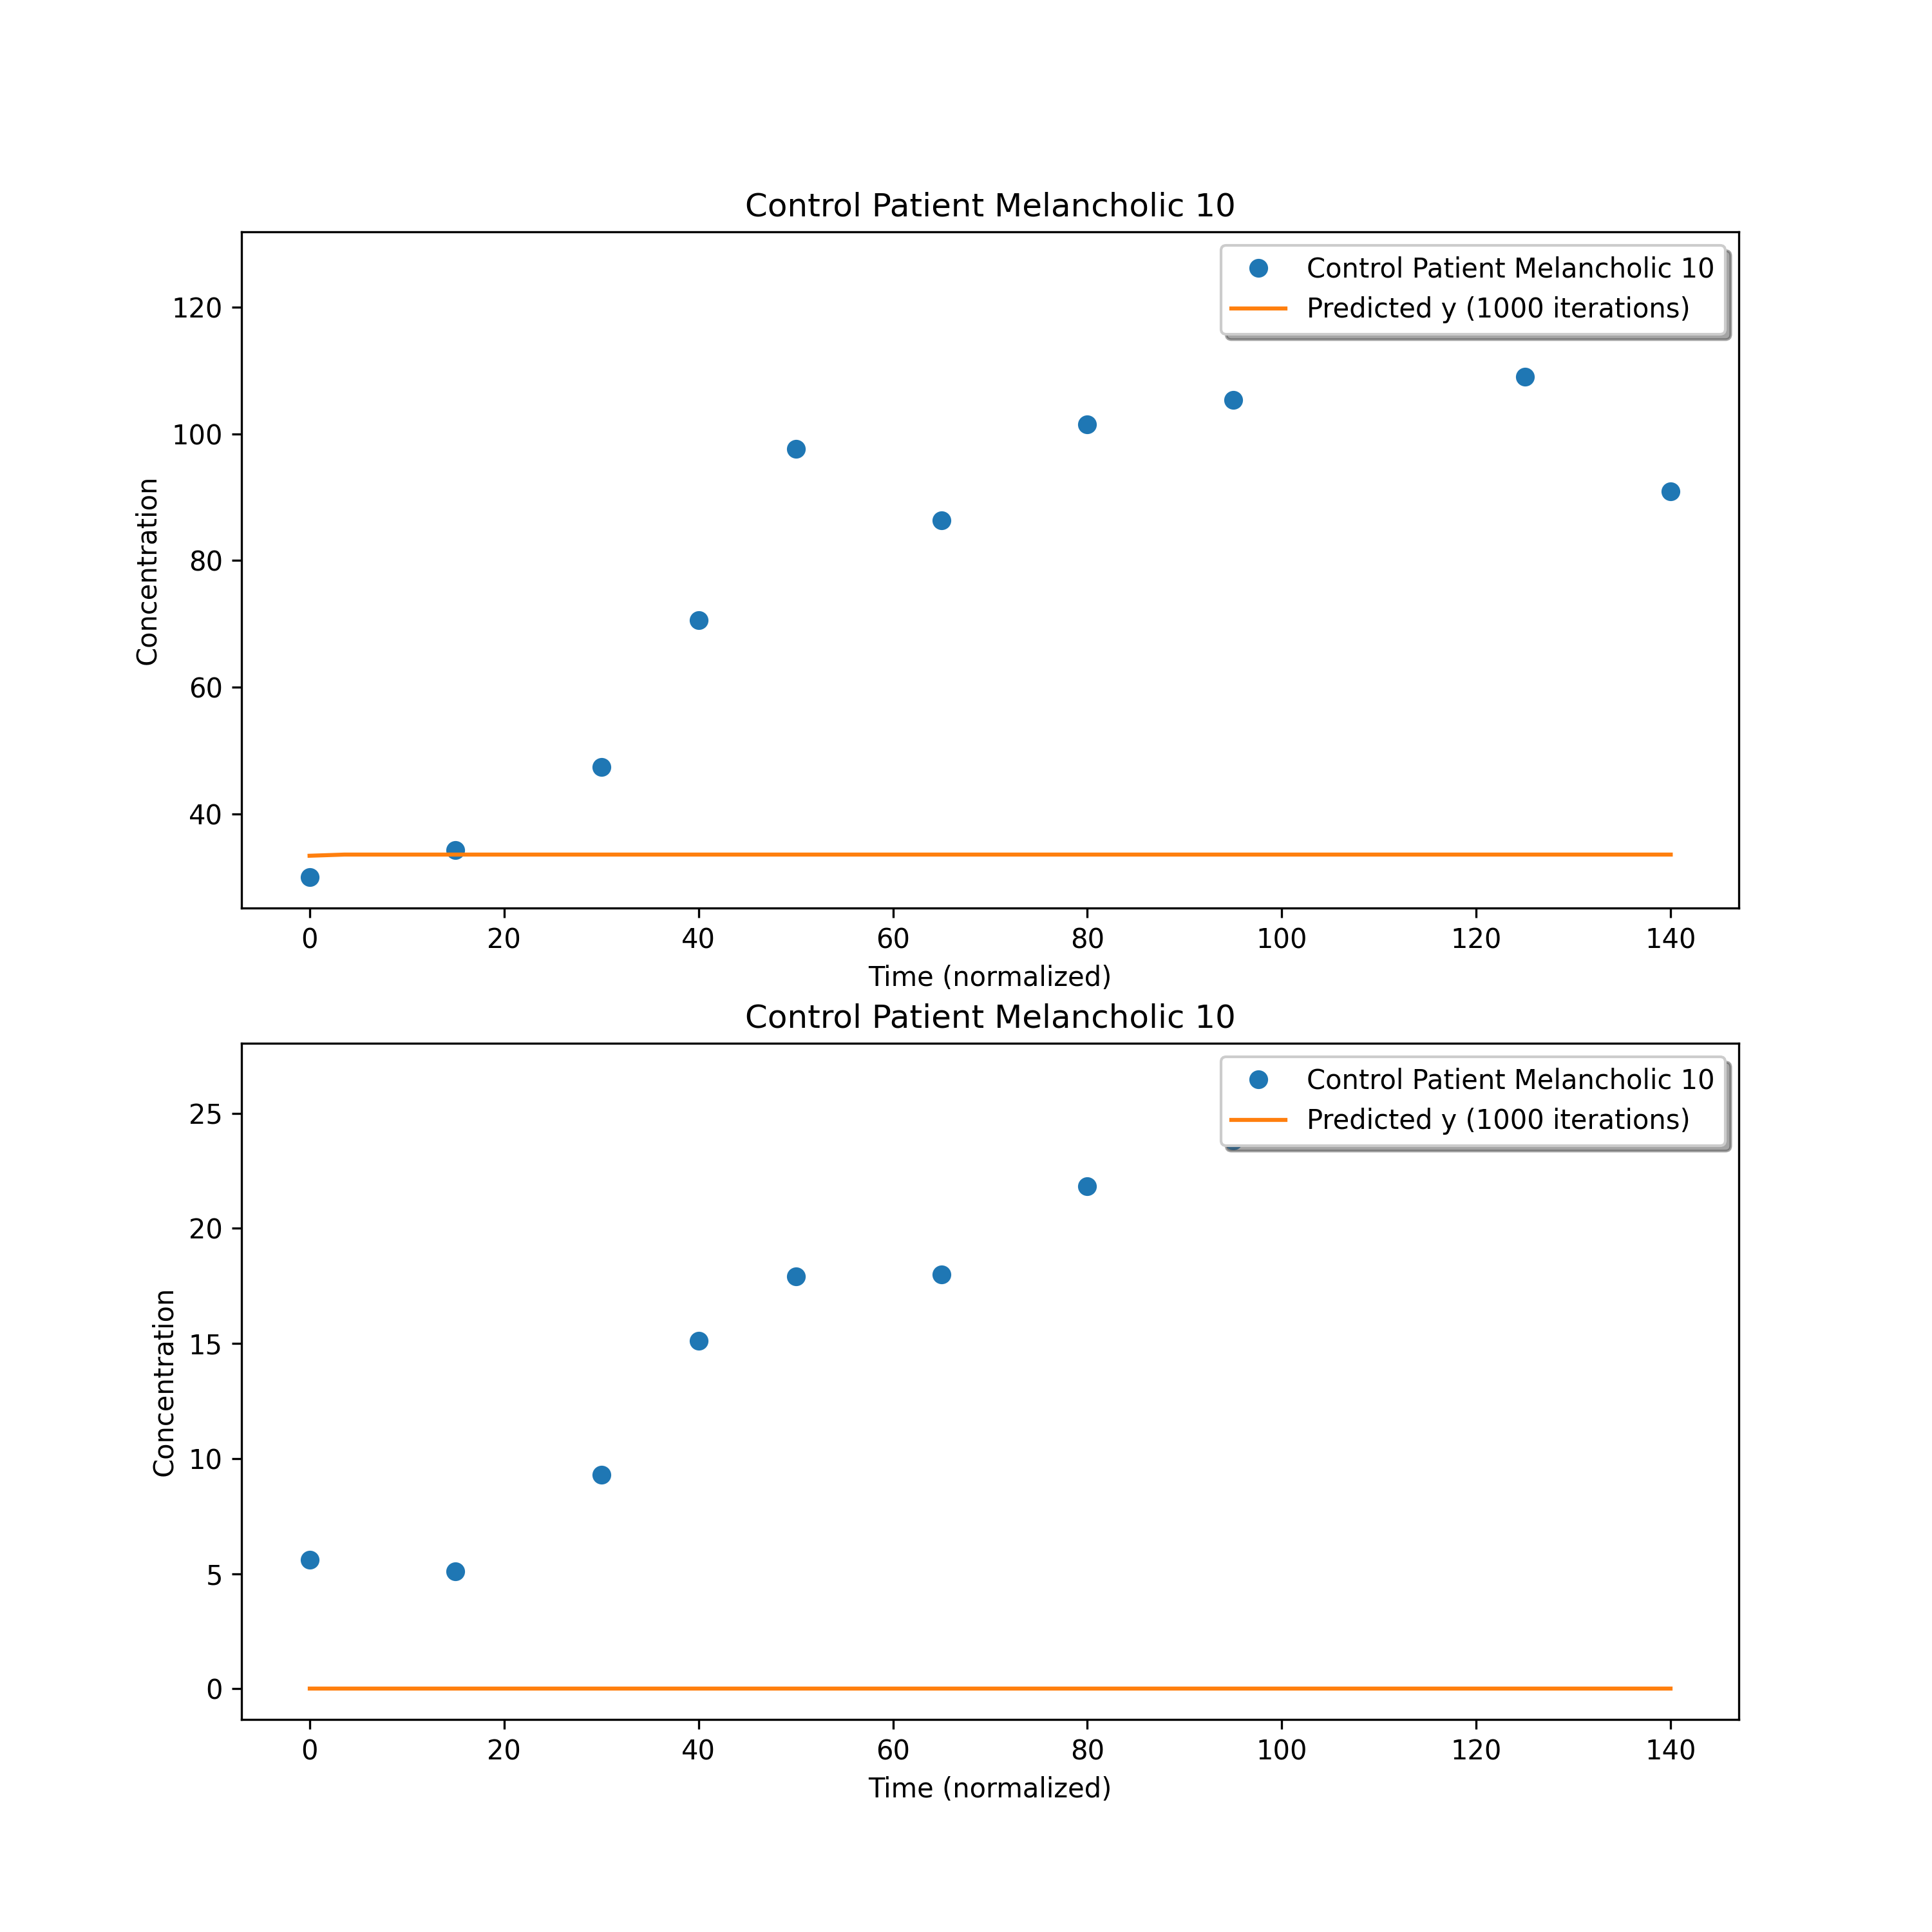 Control Patient Melancholic 10
Control Patient Melancholic 10
Predicted y (1000 iterations)
120
100
80
60
40
Concentration
0 20 40 60 80 100 120 140
Time (normalized)
Control Patient Melancholic 10
Control Patient Melancholic 10
Predicted y (1000 iterations)
25
20
15
10
5
0
Concentration
0 20 40 60 80 100 120 140
Time (normalized)